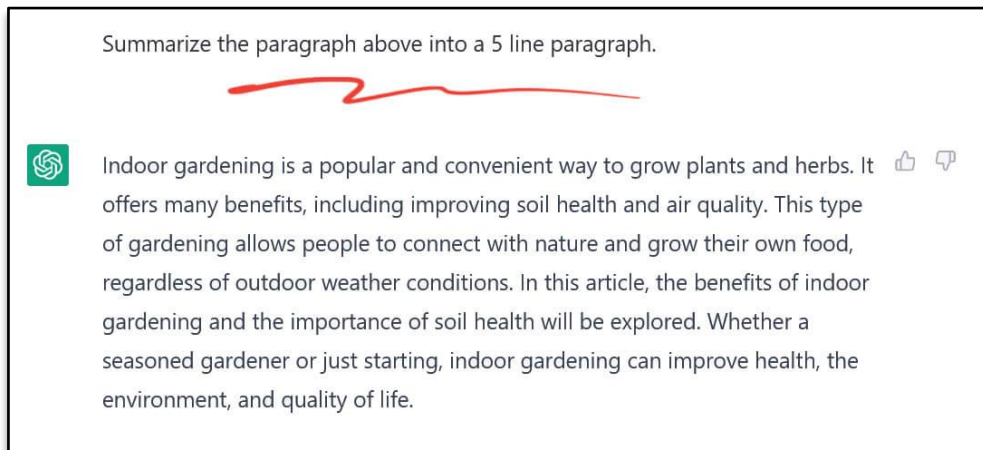 Summarize the paragraph above into a 5 line paragraph.
Indoor gardening is a popular and convenient way to grow plants and herbs. It
offers many benefits, including improving soil health and air quality. This type
of gardening allows people to connect with nature and grow their own food,
regardless of outdoor weather conditions. In this article, the benefits of indoor
gardening and the importance of soil health will be explored. Whether a
seasoned gardener or just starting, indoor gardening can improve health, the
environment, and quality of life.